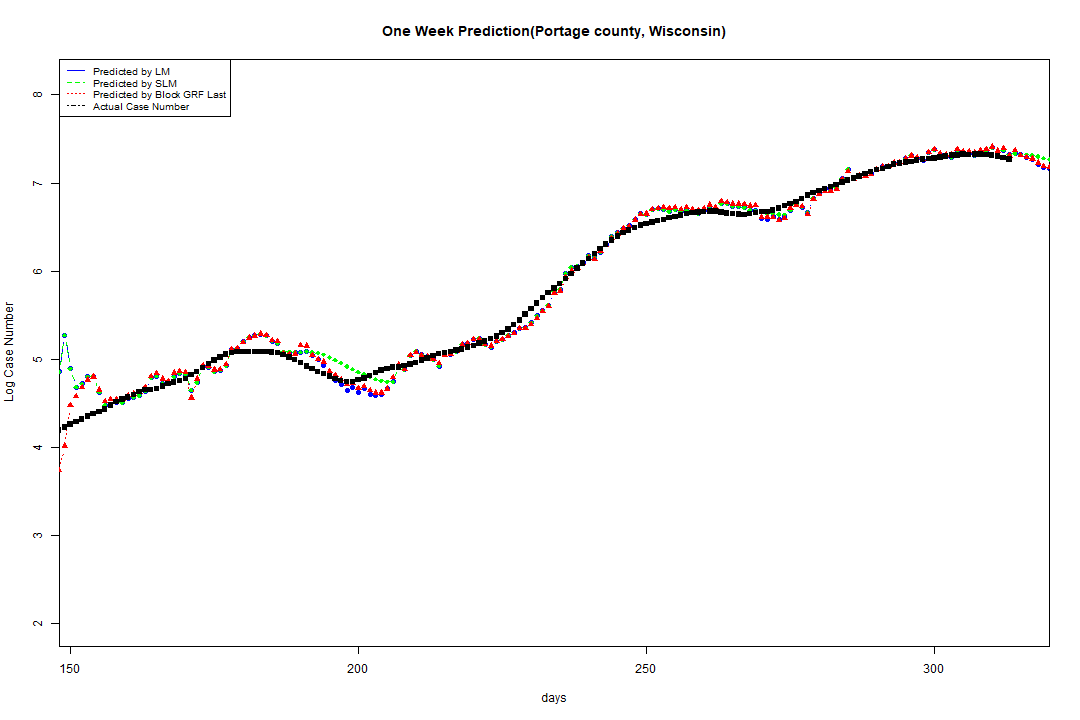 One Week Prediction(Portage county, Wisconsin)
Predicted by LM
Predicted by SLM
Predicted by Block GRF Last
Actual Case Number
Log Case Number
8
7
6
5
4
3
2
150 200 250 300
days